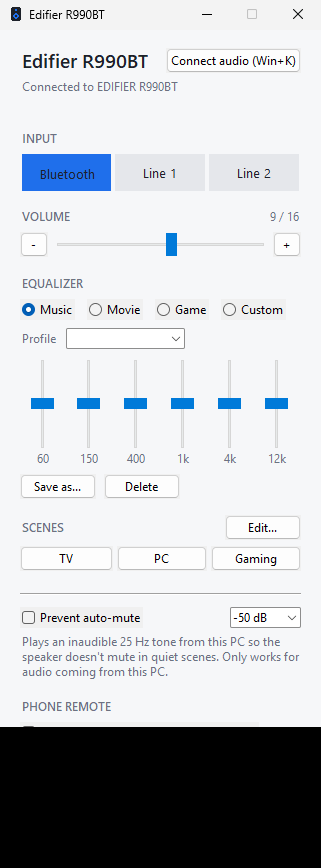 Edifier R990BT
Edifier R990BT
Connect audio (Win+K)
Connected to EDIFIER R990BT
INPUT
Bluetooth
Line 1
Line 2
VOLUME
9 / 16
-
+
EQUALIZER
Music
Movie
Game
Custom
Profile
60
150
400
1k
4k
12k
Save as...
Delete
SCENES
Edit...
TV
PC
Gaming
Prevent auto-mute
-50 dB
Plays an inaudible 25 Hz tone from this PC so the
speaker doesn't mute in quiet scenes. Only works for
audio coming from this PC.
PHONE REMOTE